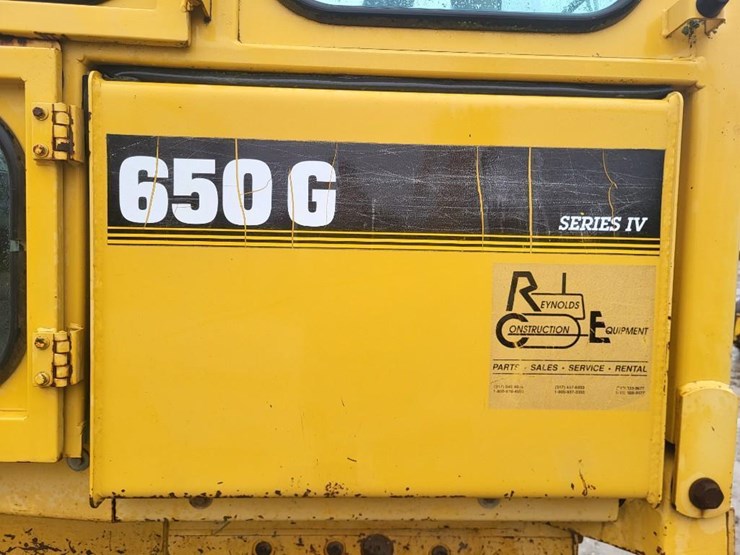 650 G
SERIES IV
REYNOLDS
CONSTRUCTION EQUIPMENT
PARTS - SALES - SERVICE - RENTAL